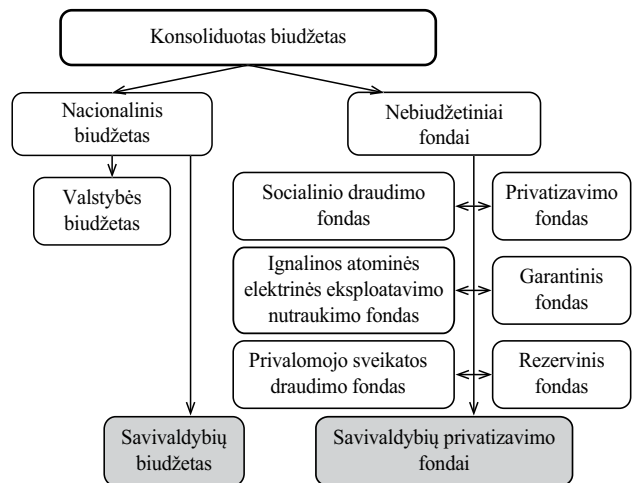 Konsoliduotas biudžetas
Nacionalinis
biudžetas
Nebiudžetiniai
fondai
Valstybės
biudžetas
Socialinio draudimo
fondas
Privatizavimo
fondas
Ignalinos atominės
elektrinės eksploatavimo
nutraukimo fondas
Garantinis
fondas
Privalomojo sveikatos
draudimo fondas
Rezervinis
fondas
Savivaldybių
biudžetas
Savivaldybių privatizavimo
fondai